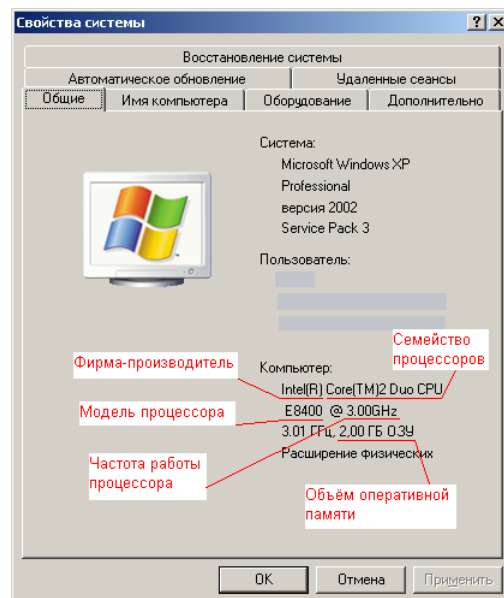 Свойства системы
Восстановление системы
Автоматическое обновление
Удаленные сеансы
Общие
Имя компьютера
Оборудование
Дополнительно
Система:
Microsoft Windows XP
Professional
версия 2002
Service Pack 3
Пользователь:
Семейство
процессоров
Фирма-производитель
Компьютер:
Intel(R) Core(TM)2 Duo CPU
Модель процессора
E8400 @ 3.00GHz
3.01 ГГц, 2,00 ГБ ОЗУ
Расширение физических
Частота работы
процессора
Объём оперативной
памяти
OK
Отмена
Применить